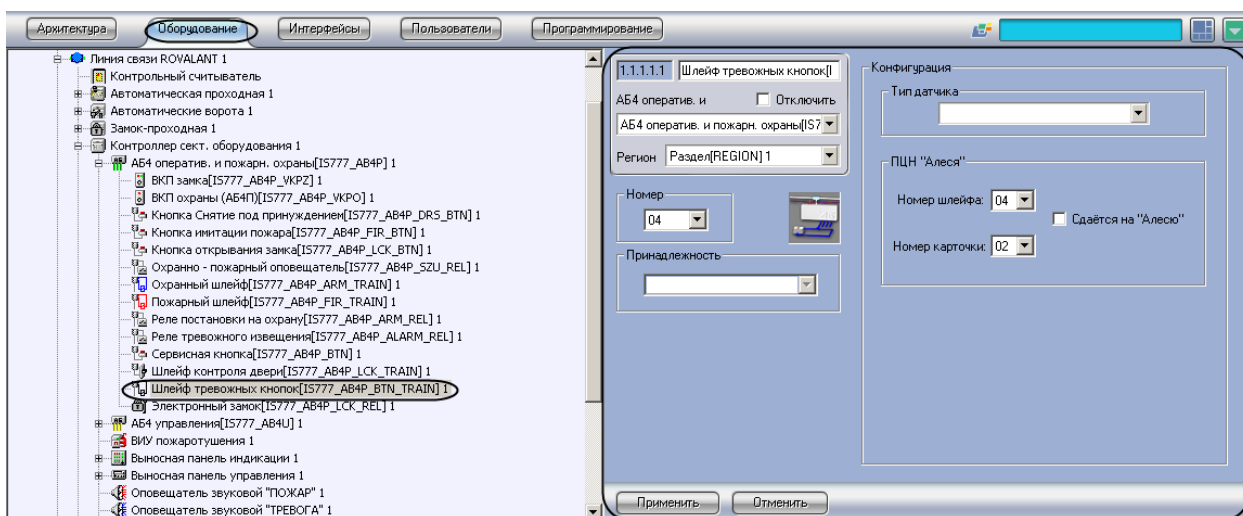 Архитектура Оборудование Интерфейсы Пользователи Программирование
Линия связи ROVALANT 1
Контрольный считыватель
Автоматическая проходная 1
Автоматические ворота 1
Замок-проходная 1
Контроллер сект. оборудования 1
АБ4 оператив. и пожарн. охраны[IS777_AB4P] 1
ВКП замка[IS777_AB4P_VKPZ] 1
ВКП охраны (АБ4П)[IS777_AB4P_VKPO] 1
Кнопка Снятие под принуждением[IS777_AB4P_DRS_BTN] 1
Кнопка имитации пожара[IS777_AB4P_FIR_BTN] 1
Кнопка открывания замка[IS777_AB4P_LCK_BTN] 1
Охранно - пожарный оповещатель[IS777_AB4P_SZU_REL] 1
Охранный шлейф[IS777_AB4P_ARM_TRAIN] 1
Пожарный шлейф[IS777_AB4P_FIR_TRAIN] 1
Реле постановки на охрану[IS777_AB4P_ARM_REL] 1
Реле тревожного извещения[IS777_AB4P_ALARM_REL] 1
Сервисная кнопка[IS777_AB4P_BTN] 1
Шлейф контроля двери[IS777_AB4P_LCK_TRAIN] 1
Шлейф тревожных кнопок[IS777_AB4P_BTN_TRAIN] 1
Электронный замок[IS777_AB4P_LCK_REL] 1
АБ4 управления[IS777_AB4U] 1
ВИУ пожаротушения 1
Выносная панель индикации 1
Выносная панель управления 1
Оповещатель звуковой "ПОЖАР" 1
Оповещатель звуковой "ТРЕВОГА" 1
1.1.1.1.1 Шлейф тревожных кнопок[I
АБ4 оператив. и Отключить
АБ4 оператив. и пожарн. охраны[IS7
Регион Раздел[REGION] 1
Номер
04
Принадлежность
Конфигурация
Тип датчика
ПЦН "Алеся"
Номер шлейфа: 04
Сдаётся на "Алесю"
Номер карточки: 02
Применить Отменить